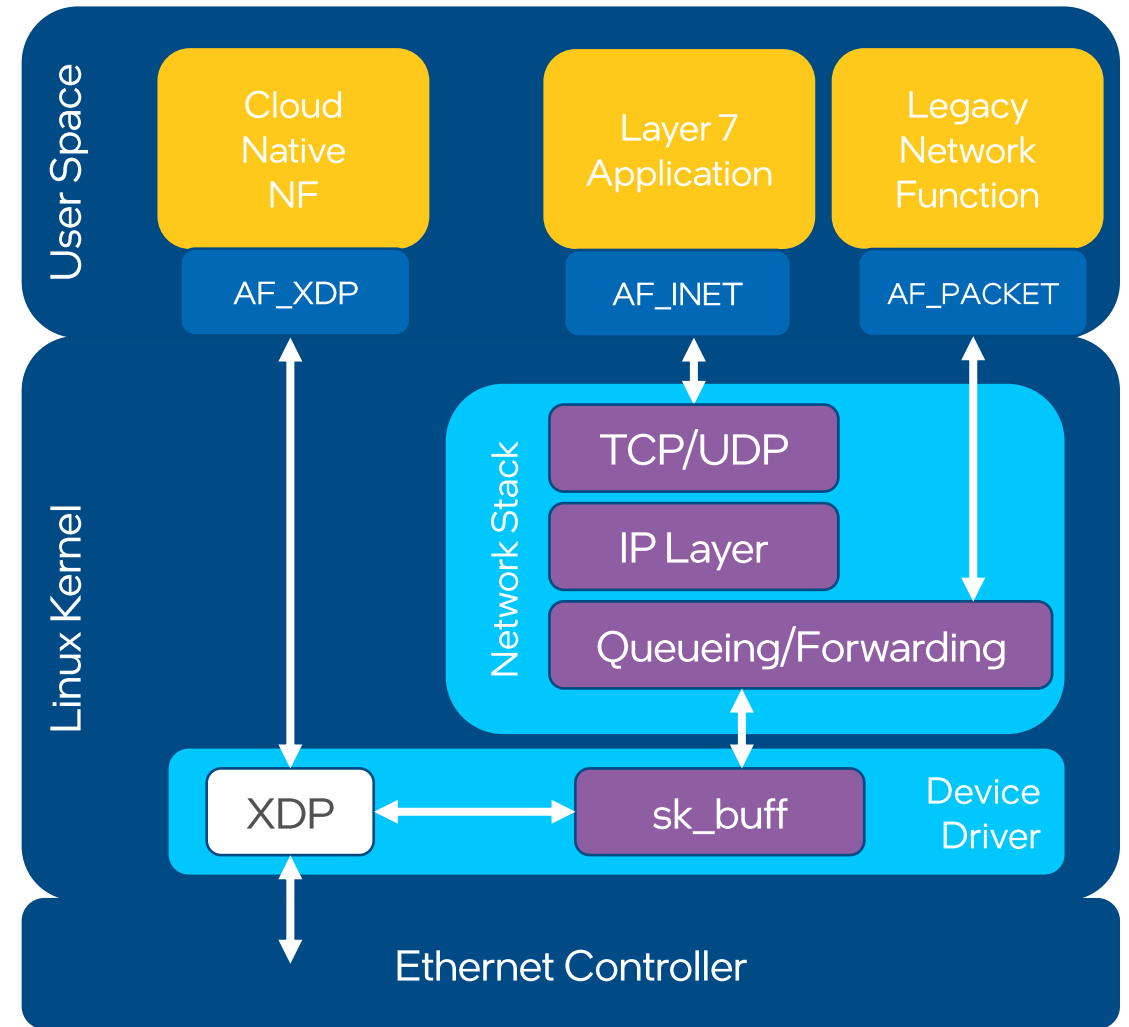 User Space
Cloud
Native
NF
Layer 7
Application
Legacy
Network
Function
AF_XDP
AF_INET
AF_PACKET
Linux Kernel
Network Stack
TCP/UDP
IP Layer
Queueing/Forwarding
XDP
sk_buff
Device
Driver
Ethernet Controller